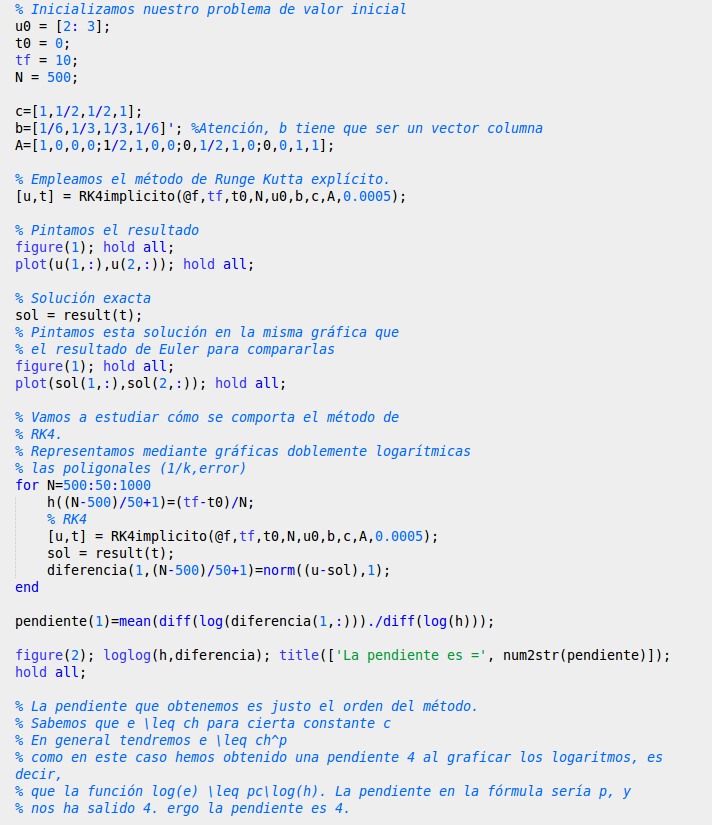 % Inicializamos nuestro problema de valor inicial
u0 = [2: 3];
t0 = 0;
tf = 10;
N = 500;
c=[1,1/2,1/2,1];
b=[1/6,1/3,1/3,1/6]'; %Atención, b tiene que ser un vector columna
A=[1,0,0,0;1/2,1,0,0;0,1/2,1,0;0,0,1,1];
% Empleamos el método de Runge Kutta explícito.
[u,t] = RK4implicito(@f,tf,t0,N,u0,b,c,A,0.0005);
% Pintamos el resultado
figure(1); hold all;
plot(u(1,:),u(2,:)); hold all;
% Solución exacta
sol = result(t);
% Pintamos esta solución en la misma gráfica que
% el resultado de Euler para compararlas
figure(1); hold all;
plot(sol(1,:),sol(2,:)); hold all;
% Vamos a estudiar cómo se comporta el método de
% RK4.
% Representamos mediante gráficas doblemente logarítmicas
% las poligonales (1/k,error)
for N=500:50:1000
h((N-500)/50+1)=(tf-t0)/N;
% RK4
[u,t] = RK4implicito(@f,tf,t0,N,u0,b,c,A,0.0005);
sol = result(t);
diferencia(1,(N-500)/50+1)=norm((u-sol),1);
end
pendiente(1)=mean(diff(log(diferencia(1,:)))./diff(log(h)));
figure(2); loglog(h,diferencia); title(['La pendiente es =', num2str(pendiente)]);
hold all;
% La pendiente que obtenemos es justo el orden del método.
% Sabemos que e \leq ch para cierta constante c
% En general tendremos e \leq ch^p
% como en este caso hemos obtenido una pendiente 4 al graficar los logaritmos, es
decir,
% que la función log(e) \leq pc\log(h). La pendiente en la fórmula sería p, y
% nos ha salido 4. ergo la pendiente es 4.